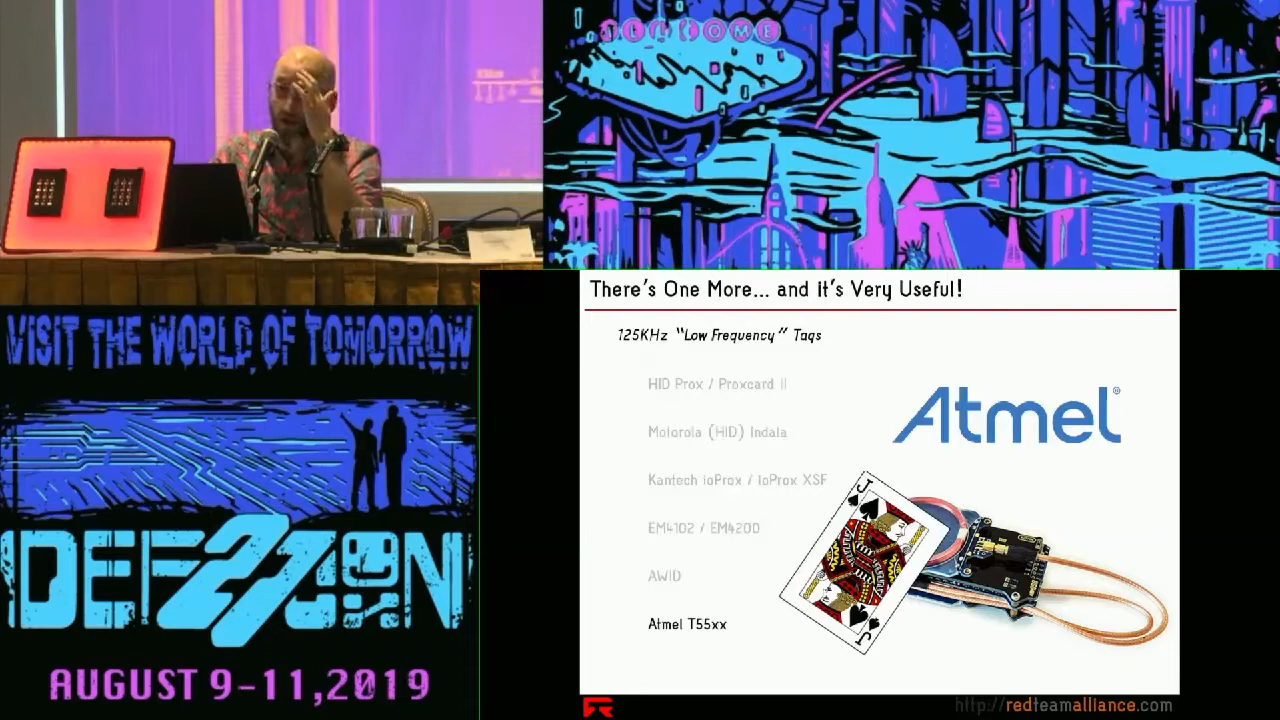 WELCOME
There's One More... and it's Very Useful!
125KHz "Low Frequency" Tags
HID Prox / Proxcard II
Motorola (HID) Indala
Kantech ioProx / ioProx XSF
EM4102 / EM4200
AWID
Atmel T55xx
Atmel®
J
J
VISIT THE WORLD OF TOMORROW
DEF CON
27
AUGUST 9-11,2019
http://redteamalliance.com